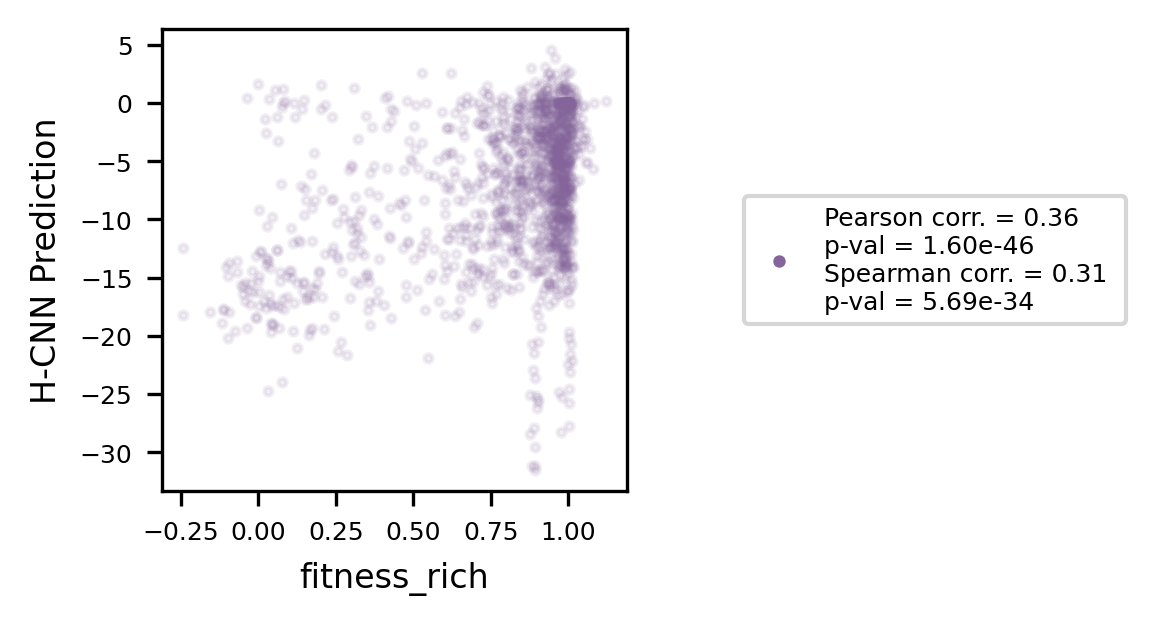 5
0
−5
−10
−15
−20
−25
−30
H-CNN Prediction
−0.25 0.00 0.25 0.50 0.75 1.00
fitness_rich
Pearson corr. = 0.36
p-val = 1.60e-46
Spearman corr. = 0.31
p-val = 5.69e-34